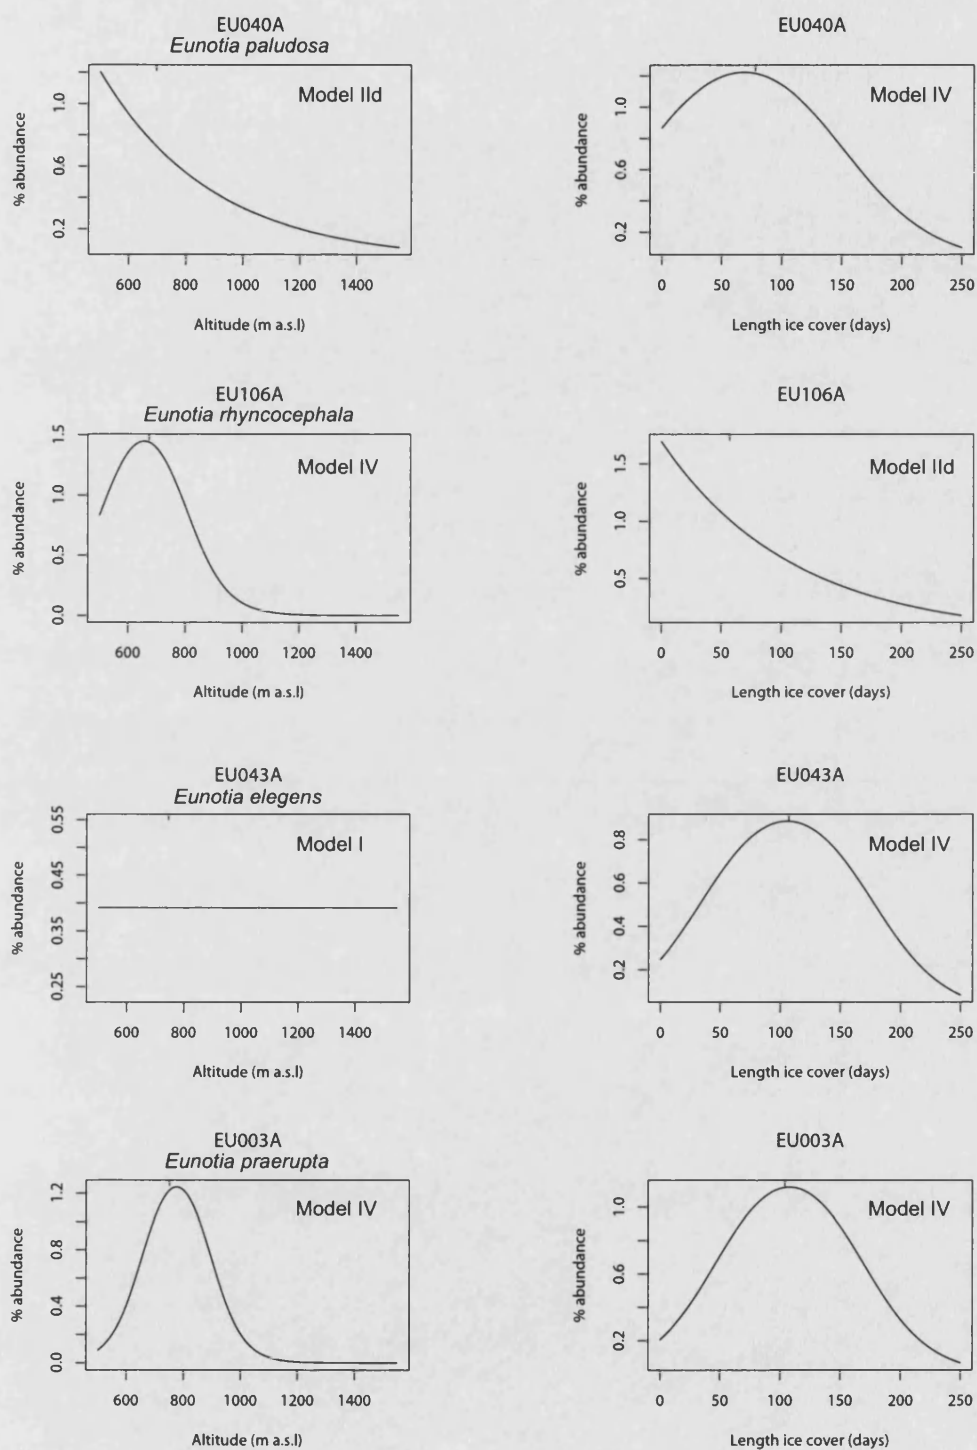 EU040A
Eunotia paludosa
Model IId
% abundance
1.0
0.6
0.2
600 800 1000 1200 1400
Altitude (m a.s.l)
EU040A
Model IV
% abundance
1.0
0.6
0.2
0 50 100 150 200 250
Length ice cover (days)
EU106A
Eunotia rhyncocephala
Model IV
% abundance
1.5
1.0
0.5
0.0
600 800 1000 1200 1400
Altitude (m a.s.l)
EU106A
Model IId
% abundance
1.5
1.0
0.5
0 50 100 150 200 250
Length ice cover (days)
EU043A
Eunotia elegens
Model I
% abundance
0.55
0.45
0.35
0.25
600 800 1000 1200 1400
Altitude (m a.s.l)
EU043A
Model IV
% abundance
0.8
0.6
0.4
0.2
0 50 100 150 200 250
Length ice cover (days)
EU003A
Eunotia praerupta
Model IV
% abundance
1.2
0.8
0.4
0.0
600 800 1000 1200 1400
Altitude (m a.s.l)
EU003A
Model IV
% abundance
1.0
0.6
0.2
0 50 100 150 200 250
Length ice cover (days)